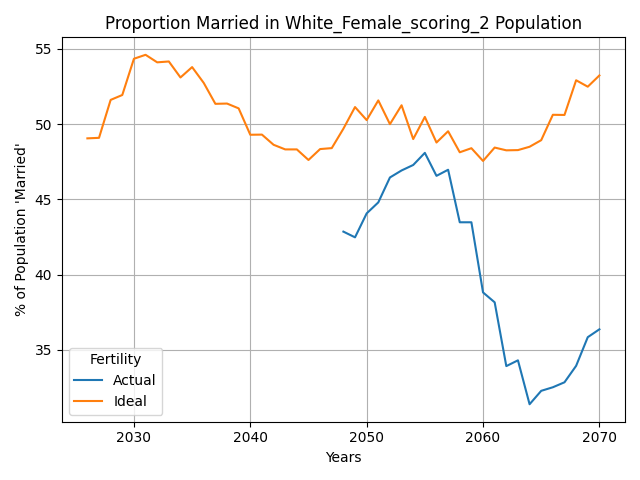 Proportion Married in White_Female_scoring_2 Population
% of Population 'Married'
55
50
45
40
35
Fertility
Actual
Ideal
2030 2040 2050 2060 2070
Years